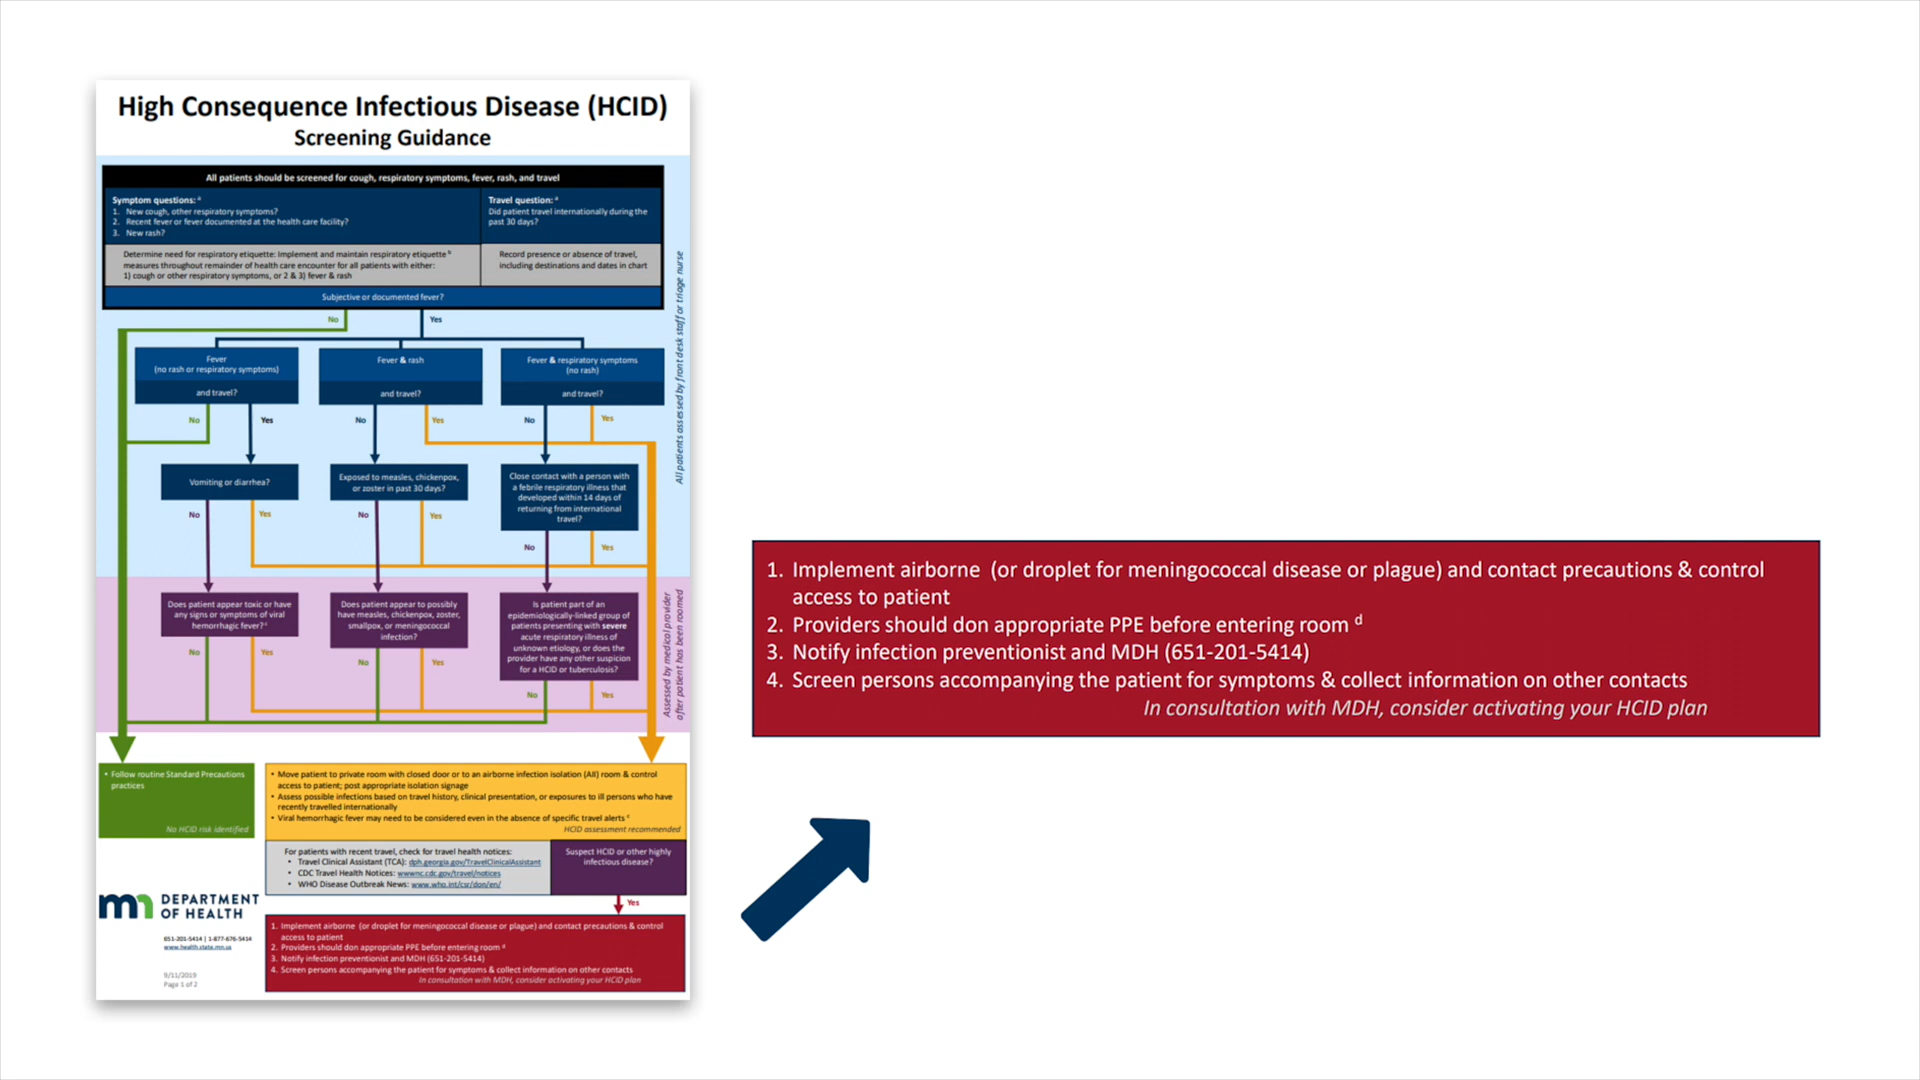 High Consequence Infectious Disease (HCID)
Screening Guidance
All patients should be screened for cough, respiratory symptoms, fever, rash, and travel
Symptom questions: a
1. New cough, other respiratory symptoms?
2. Recent fever or fever documented at the health care facility?
3. New rash?
Travel question: a
Did patient travel internationally during the
past 30 days?
Determine need for respiratory etiquette: Implement and maintain respiratory etiquette b
measures throughout remainder of health care encounter for all patients with either:
1) cough or other respiratory symptoms, or 2 & 3) fever & rash
Record presence or absence of travel,
including destinations and dates in chart
Subjective or documented fever?
No
Yes
Fever
(no rash or respiratory symptoms)
and travel?
Fever & rash
and travel?
Fever & respiratory symptoms
(no rash)
and travel?
All patients assessed by front desk staff or triage nurse
No
Yes
No
Yes
No
Yes
Vomiting or diarrhea?
Exposed to measles, chickenpox,
or zoster in past 30 days?
Close contact with a person with
a febrile respiratory illness that
developed within 14 days of
returning from international
travel?
No
Yes
No
Yes
No
Yes
Does patient appear toxic or have
any signs or symptoms of viral
hemorrhagic fever? c
Does patient appear to possibly
have measles, chickenpox, zoster,
smallpox, or meningococcal
infection?
Is patient part of an
epidemiologically-linked group of
patients presenting with severe
acute respiratory illness of
unknown etiology, or does the
provider have any other suspicion
for a HCID or tuberculosis?
Assessed by medical provider
after patient has been roomed
No
Yes
No
Yes
No
Yes
• Follow routine Standard Precautions
practices
No HCID risk identified
• Move patient to private room with closed door or to an airborne infection isolation (AII) room & control
access to patient; post appropriate isolation signage
• Assess possible infections based on travel history, clinical presentation, or exposures to ill persons who have
recently travelled internationally
• Viral hemorrhagic fever may need to be considered even in the absence of specific travel alerts c
HCID assessment recommended
For patients with recent travel, check for travel health notices:
• Travel Clinical Assistant (TCA): dph.georgia.gov/TravelClinicalAssistant
• CDC Travel Health Notices: wwwnc.cdc.gov/travel/notices
• WHO Disease Outbreak News: www.who.int/csr/don/en/
Suspect HCID or other highly
infectious disease?
Yes
1. Implement airborne (or droplet for meningococcal disease or plague) and contact precautions & control
access to patient
2. Providers should don appropriate PPE before entering room d
3. Notify infection preventionist and MDH (651-201-5414)
4. Screen persons accompanying the patient for symptoms & collect information on other contacts
In consultation with MDH, consider activating your HCID plan
mn DEPARTMENT
OF HEALTH
651-201-5414 | 1-877-676-5414
www.health.state.mn.us
9/11/2019
Page 1 of 2
1. Implement airborne (or droplet for meningococcal disease or plague) and contact precautions & control
access to patient
2. Providers should don appropriate PPE before entering room d
3. Notify infection preventionist and MDH (651-201-5414)
4. Screen persons accompanying the patient for symptoms & collect information on other contacts
In consultation with MDH, consider activating your HCID plan